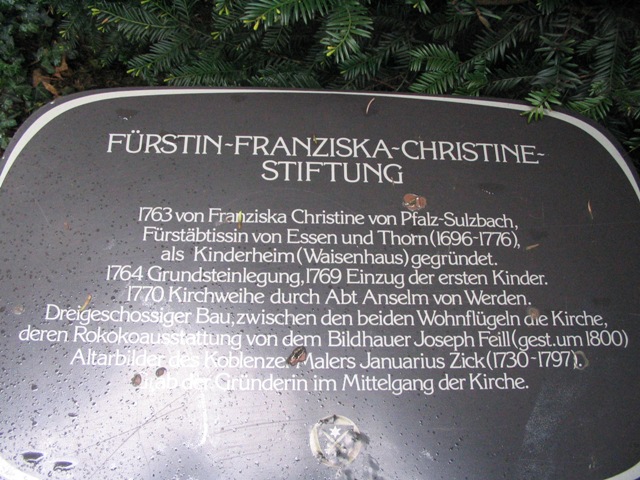 FÜRSTIN-FRANZISKA-CHRISTINE-
STIFTUNG
1763 von Franziska Christine von Pfalz-Sulzbach,
Fürstäbtissin von Essen und Thorn (1696-1776),
als Kinderheim (Waisenhaus) gegründet.
1764 Grundsteinlegung, 1769 Einzug der ersten Kinder.
1770 Kirchweihe durch Abt Anselm von Werden.
Dreigeschossiger Bau, zwischen den beiden Wohnflügeln die Kirche,
deren Rokokoausstattung von dem Bildhauer Joseph Feill (gest. um 1800)
Altarbilder des Koblenzer Malers Januarius Zick (1730-1797).
Grab der Gründerin im Mittelgang der Kirche.